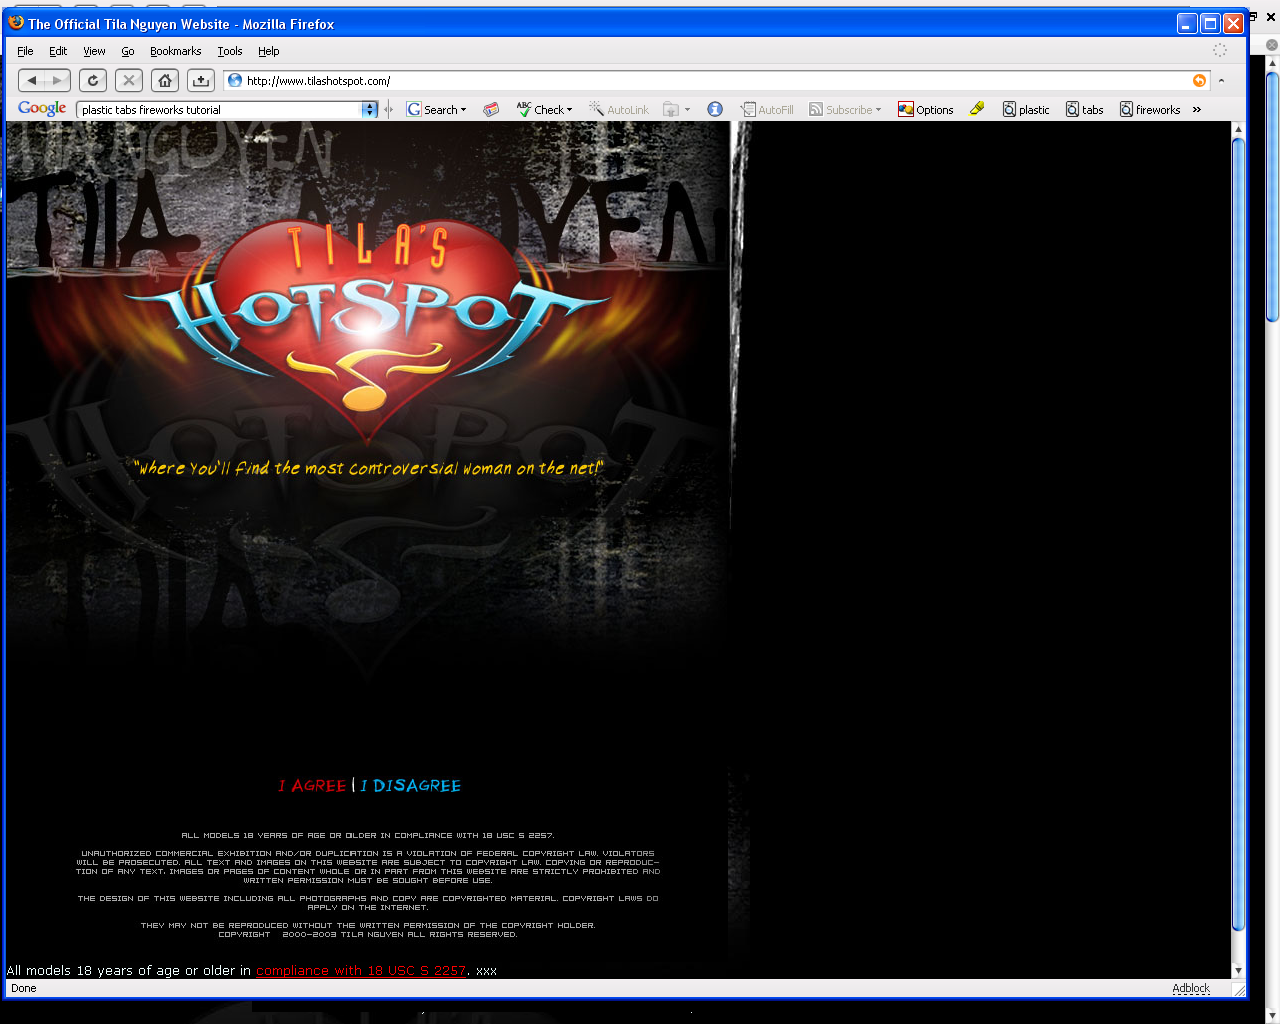 The Official Tila Nguyen Website - Mozilla Firefox
File Edit View Go Bookmarks Tools Help
http://www.tilashotspot.com/
Google plastic tabs fireworks tutorial Search Check AutoLink AutoFill Subscribe Options plastic tabs fireworks »
TILA NGUYEN
TILA NGUYEN
TILA'S
HOTSPOT
HOTSPOT
"Where You'll find the most controversial woman on the net!"
TILA
I AGREE | I DISAGREE
ALL MODELS 18 YEARS OF AGE OR OLDER IN COMPLIANCE WITH 18 USC S 2257.
UNAUTHORIZED COMMERCIAL EXHIBITION AND/OR DUPLICATION IS A VIOLATION OF FEDERAL COPYRIGHT LAW. VIOLATORS
WILL BE PROSECUTED. ALL TEXT AND IMAGES ON THIS WEBSITE ARE SUBJECT TO COPYRIGHT LAW. COPYING OR REPRODUC-
TION OF ANY TEXT, IMAGES OR PAGES OF CONTENT WHOLE OR IN PART FROM THIS WEBSITE ARE STRICTLY PROHIBITED AND
WRITTEN PERMISSION MUST BE SOUGHT BEFORE USE.
THE DESIGN OF THIS WEBSITE INCLUDING ALL PHOTOGRAPHS AND COPY ARE COPYRIGHTED MATERIAL. COPYRIGHT LAWS DO
APPLY ON THE INTERNET.
THEY MAY NOT BE REPRODUCED WITHOUT THE WRITTEN PERMISSION OF THE COPYRIGHT HOLDER.
COPYRIGHT 2000-2003 TILA NGUYEN ALL RIGHTS RESERVED.
All models 18 years of age or older in compliance with 18 USC S 2257. xxx
Done Adblock